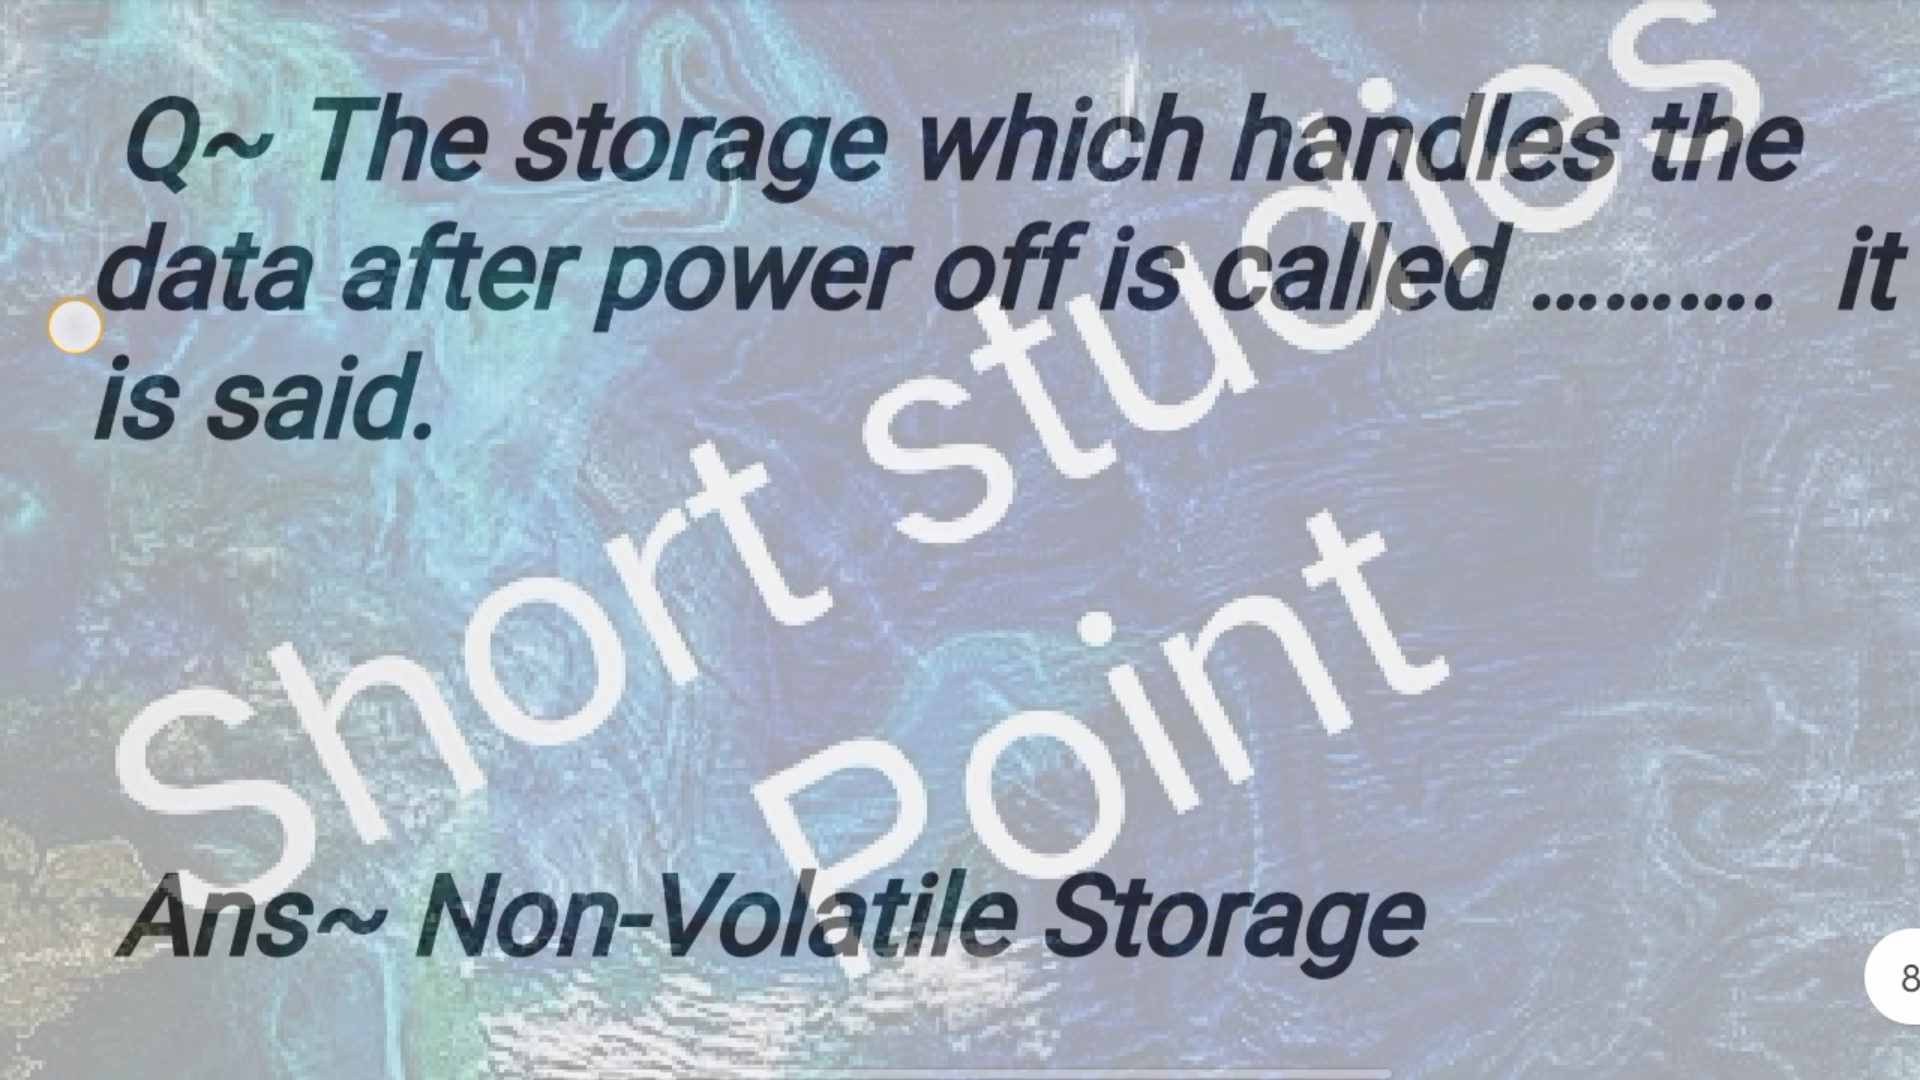 Q~ The storage which handles the
data after power off is called .......... it
is said.
Short studies
Point
Ans~ Non-Volatile Storage
8